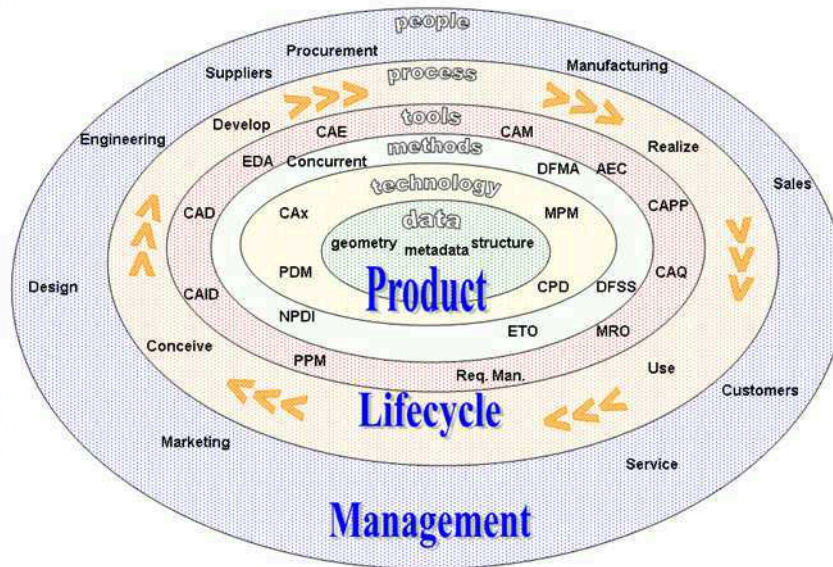 people
Procurement
Suppliers
Manufacturing
process
Engineering
Develop
tools
Realize
CAE
CAM
EDA
Concurrent
methods
DFMA
AEC
Sales
technology
CAD
CAx
data
MPM
CAPP
geometry
metadata
structure
Design
PDM
Product
CPD
DFSS
CAQ
CAID
NPDI
ETO
MRO
Conceive
PPM
Req. Man.
Use
Customers
Lifecycle
Marketing
Service
Management